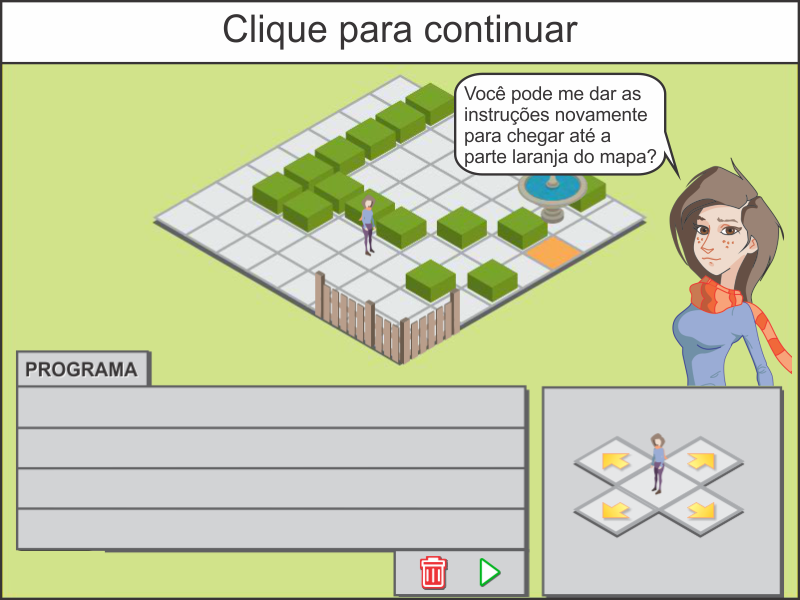 Clique para continuar
Você pode me dar as
instruções novamente
para chegar até a
parte laranja do mapa?
PROGRAMA